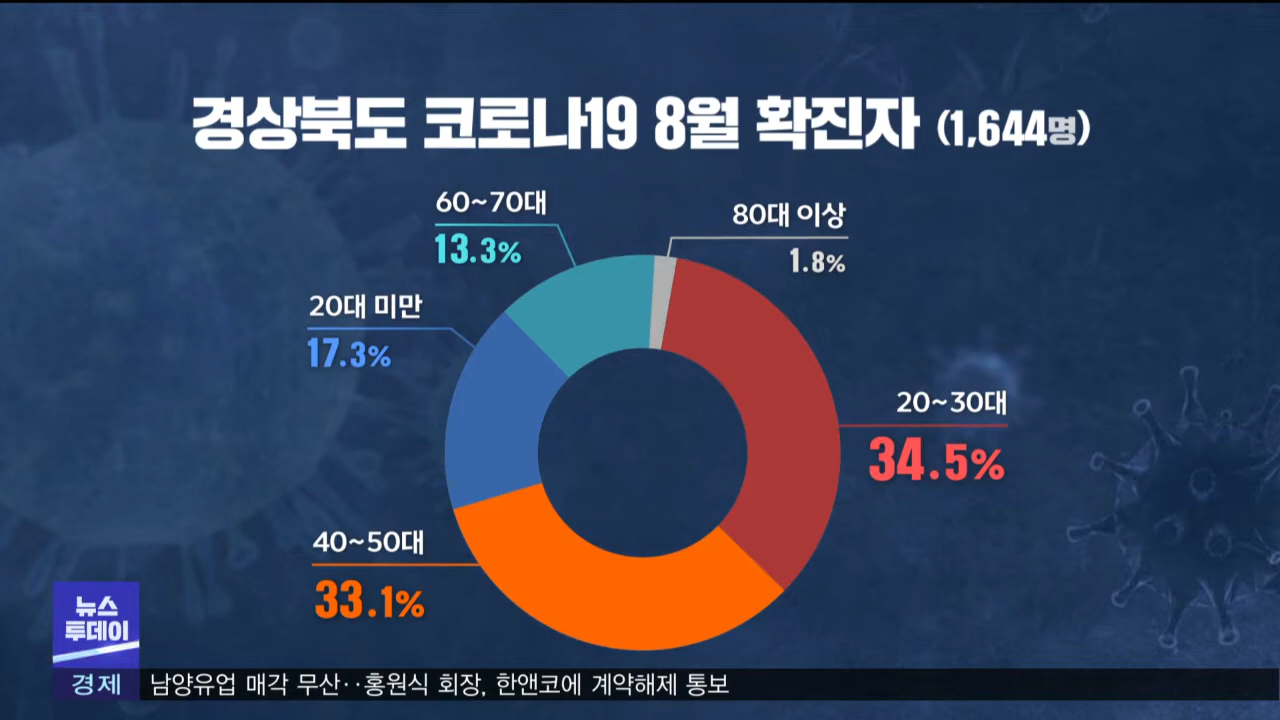 경상북도 코로나19 8월 확진자 (1,644명)
60~70대
13.3%
80대 이상
1.8%
20대 미만
17.3%
20~30대
34.5%
40~50대
33.1%
뉴스
투데이
경제
남양유업 매각 무산‥홍원식 회장, 한앤코에 계약해제 통보